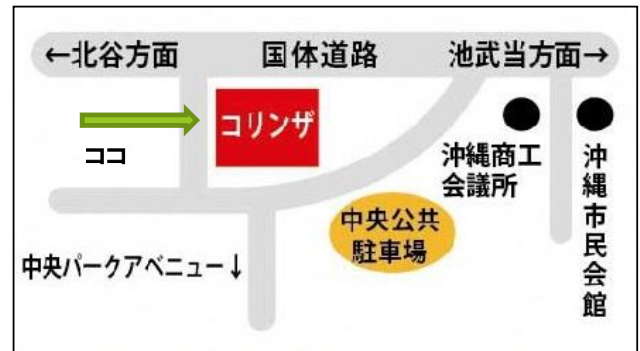 ←北谷方面
国体道路
池武当方面→
コリンザ
ココ
沖縄商工
会議所
沖縄市民会館
中央公共
駐車場
中央パークアベニュー↓